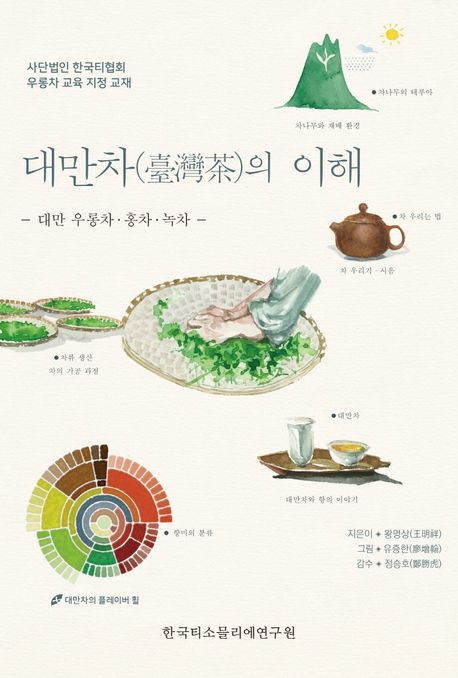 사단법인 한국티협회
우롱차 교육 지정 교재
차나무의 테루아
차나무와 재배 환경
대만차(臺灣茶)의 이해
- 대만 우롱차·홍차·녹차 -
차 우리는 법
차 우리기·시음
차류 생산
차의 가공 과정
대만차
대만차와 향의 이야기
향미의 분류
대만차의 플레이버 휠
지은이 ◈ 왕명상(王明祥)
그림 ◈ 유증한(廖增翰)
감수 ◈ 정승호(鄭勝虎)
한국티소믈리에연구원